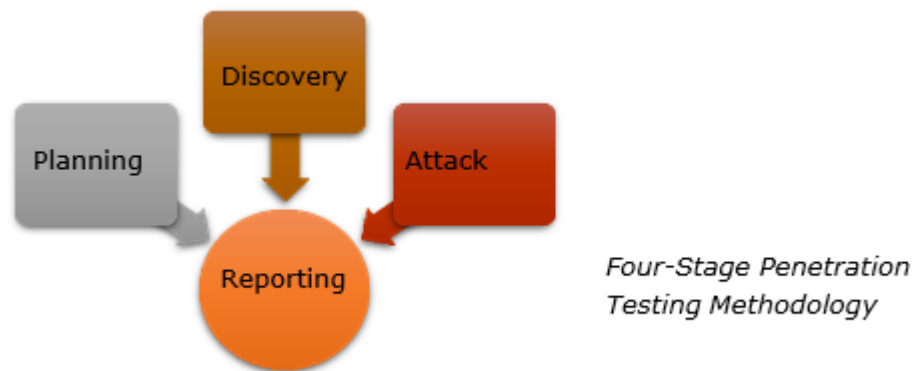 Discovery
Planning
Attack
Reporting
Four-Stage Penetration
Testing Methodology